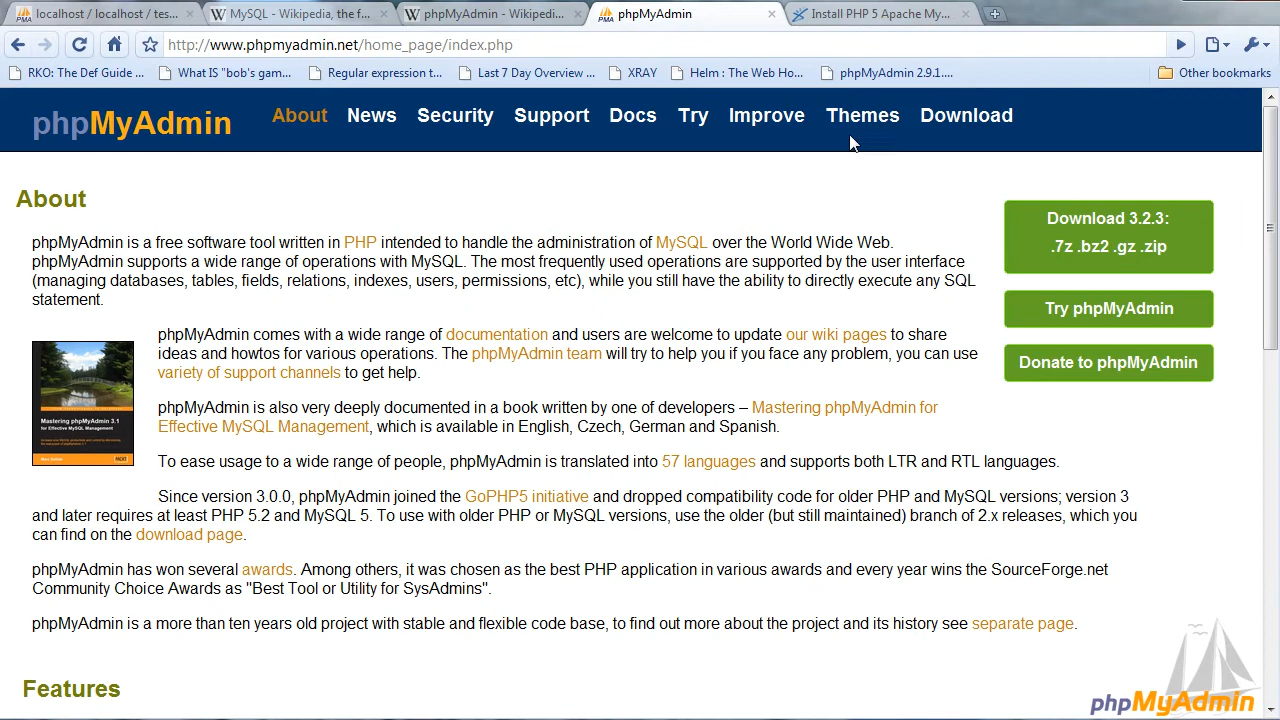 localhost / localhost / tes...
MySQL - Wikipedia, the f...
phpMyAdmin - Wikipedi...
phpMyAdmin
Install PHP 5 Apache My...
http://www.phpmyadmin.net/home_page/index.php
RKO: The Def Guide ...
What IS "bob's gam...
Regular expression t...
Last 7 Day Overview ...
XRAY
Helm : The Web Ho...
phpMyAdmin 2.9.1....
Other bookmarks
phpMyAdmin
About
News
Security
Support
Docs
Try
Improve
Themes
Download
About
phpMyAdmin is a free software tool written in PHP intended to handle the administration of MySQL over the World Wide Web.
phpMyAdmin supports a wide range of operations with MySQL. The most frequently used operations are supported by the user interface
(managing databases, tables, fields, relations, indexes, users, permissions, etc), while you still have the ability to directly execute any SQL
statement.
Download 3.2.3:
.7z .bz2 .gz .zip
Try phpMyAdmin
Donate to phpMyAdmin
Mastering phpMyAdmin 3.1
for Effective MySQL Management
phpMyAdmin comes with a wide range of documentation and users are welcome to update our wiki pages to share
ideas and howtos for various operations. The phpMyAdmin team will try to help you if you face any problem, you can use
variety of support channels to get help.
phpMyAdmin is also very deeply documented in a book written by one of developers – Mastering phpMyAdmin for
Effective MySQL Management, which is available in English, Czech, German and Spanish.
To ease usage to a wide range of people, phpMyAdmin is translated into 57 languages and supports both LTR and RTL languages.
Since version 3.0.0, phpMyAdmin joined the GoPHP5 initiative and dropped compatibility code for older PHP and MySQL versions; version 3
and later requires at least PHP 5.2 and MySQL 5. To use with older PHP or MySQL versions, use the older (but still maintained) branch of 2.x releases, which you
can find on the download page.
phpMyAdmin has won several awards. Among others, it was chosen as the best PHP application in various awards and every year wins the SourceForge.net
Community Choice Awards as "Best Tool or Utility for SysAdmins".
phpMyAdmin is a more than ten years old project with stable and flexible code base, to find out more about the project and its history see separate page.
Features
phpMyAdmin